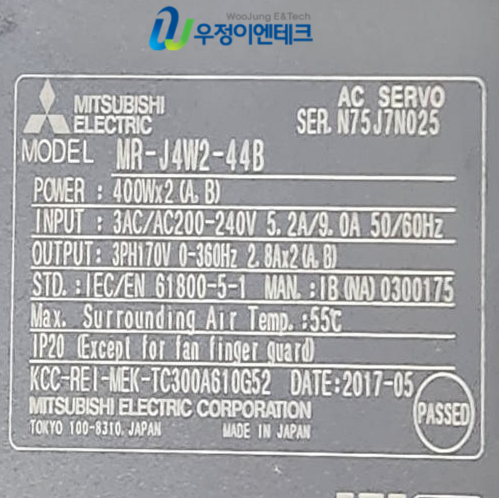 WooJung E&Tech
우정이엔테크
MITSUBISHI ELECTRIC
AC SERVO
SER. N75J7N025
MODEL MR-J4W2-44B
POWER : 400Wx2 (A, B)
INPUT : 3AC/AC200-240V 5.2A/9.0A 50/60Hz
OUTPUT: 3PH170V 0-360Hz 2.8Ax2 (A, B)
STD. : IEC/EN 61800-5-1 MAN. : IB (NA) 0300175
Max. Surrounding Air Temp. :55℃
IP20 (Except for fan finger guard)
KCC-REI-MEK-TC300A610G52 DATE:2017-05
MITSUBISHI ELECTRIC CORPORATION
TOKYO 100-8310, JAPAN MADE IN JAPAN
PASSED